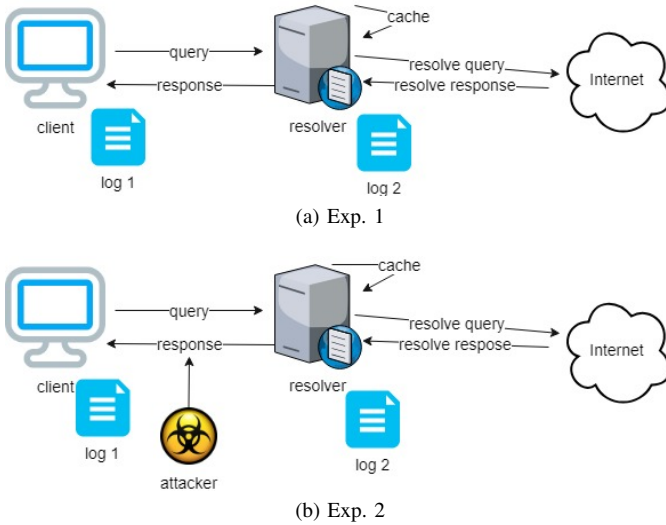 cache
query
resolve query
response
resolve response
Internet
client
resolver
log 1
log 2
(a) Exp. 1
cache
query
resolve query
response
resolve respose
Internet
client
resolver
log 1
log 2
attacker
(b) Exp. 2